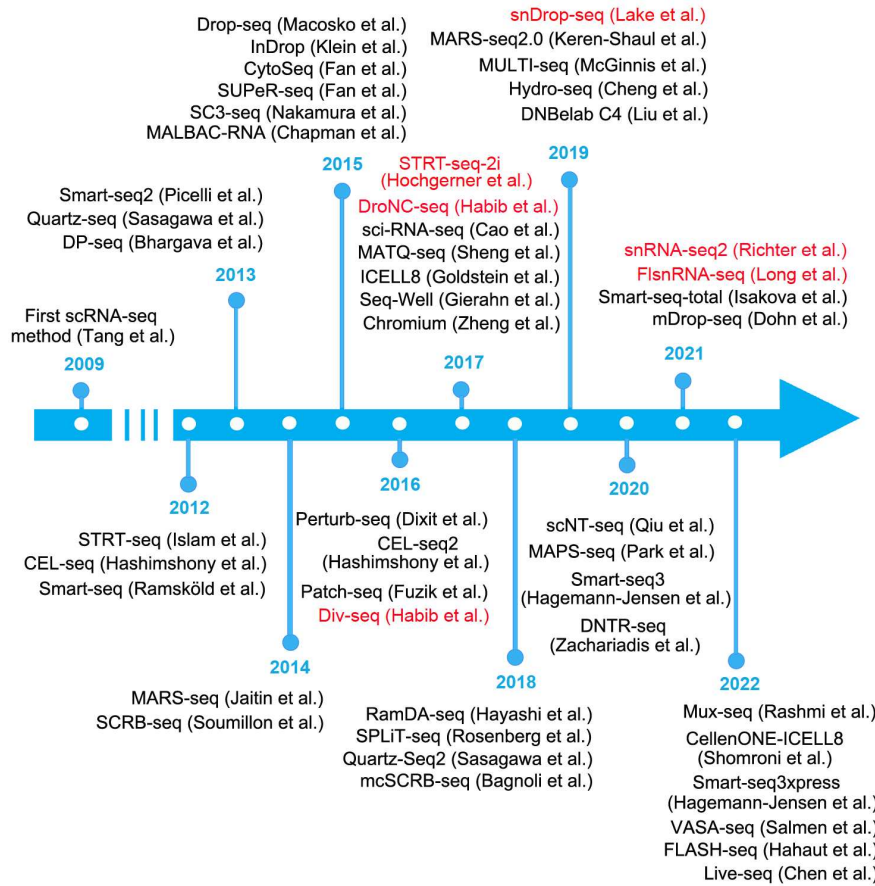 Drop-seq (Macosko et al.)
InDrop (Klein et al.)
CytoSeq (Fan et al.)
SUPeR-seq (Fan et al.)
SC3-seq (Nakamura et al.)
MALBAC-RNA (Chapman et al.)
2015
snDrop-seq (Lake et al.)
MARS-seq2.0 (Keren-Shaul et al.)
MULTI-seq (McGinnis et al.)
Hydro-seq (Cheng et al.)
DNBelab C4 (Liu et al.)
2019
Smart-seq2 (Picelli et al.)
Quartz-seq (Sasagawa et al.)
DP-seq (Bhargava et al.)
2013
STRT-seq-2i
(Hochgerner et al.)
DroNC-seq (Habib et al.)
sci-RNA-seq (Cao et al.)
MATQ-seq (Sheng et al.)
ICELL8 (Goldstein et al.)
Seq-Well (Gierahn et al.)
Chromium (Zheng et al.)
2017
snRNA-seq2 (Richter et al.)
FlsnRNA-seq (Long et al.)
Smart-seq-total (Isakova et al.)
mDrop-seq (Dohn et al.)
2021
First scRNA-seq
method (Tang et al.)
2009
2012
STRT-seq (Islam et al.)
CEL-seq (Hashimshony et al.)
Smart-seq (Ramsköld et al.)
2016
Perturb-seq (Dixit et al.)
CEL-seq2
(Hashimshony et al.)
Patch-seq (Fuzik et al.)
Div-seq (Habib et al.)
2020
scNT-seq (Qiu et al.)
MAPS-seq (Park et al.)
Smart-seq3
(Hagemann-Jensen et al.)
DNTR-seq
(Zachariadis et al.)
2014
MARS-seq (Jaitin et al.)
SCRB-seq (Soumillon et al.)
2018
RamDA-seq (Hayashi et al.)
SPLiT-seq (Rosenberg et al.)
Quartz-Seq2 (Sasagawa et al.)
mcSCRB-seq (Bagnoli et al.)
2022
Mux-seq (Rashmi et al.)
CellenONE-ICELL8
(Shomroni et al.)
Smart-seq3xpress
(Hagemann-Jensen et al.)
VASA-seq (Salmen et al.)
FLASH-seq (Hahaut et al.)
Live-seq (Chen et al.)